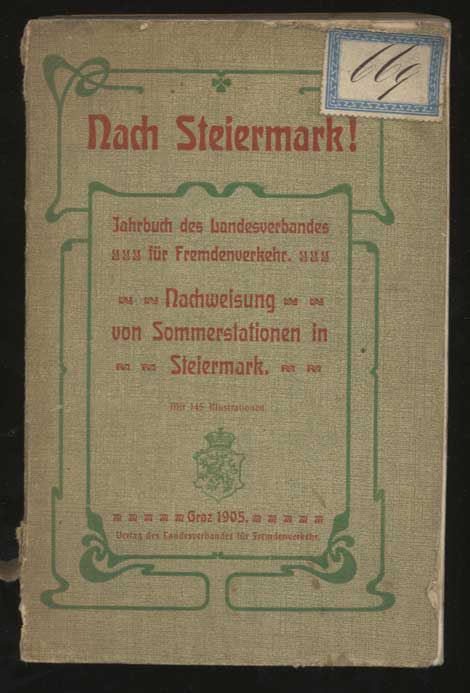 669
Nach Steiermark!
Jahrbuch des Landesverbandes
für Fremdenverkehr.
Nachweisung
von Sommerstationen in
Steiermark.
Mit 145 Illustrationen.
Graz 1905.
Verlag des Landesverbandes für Fremdenverkehr.